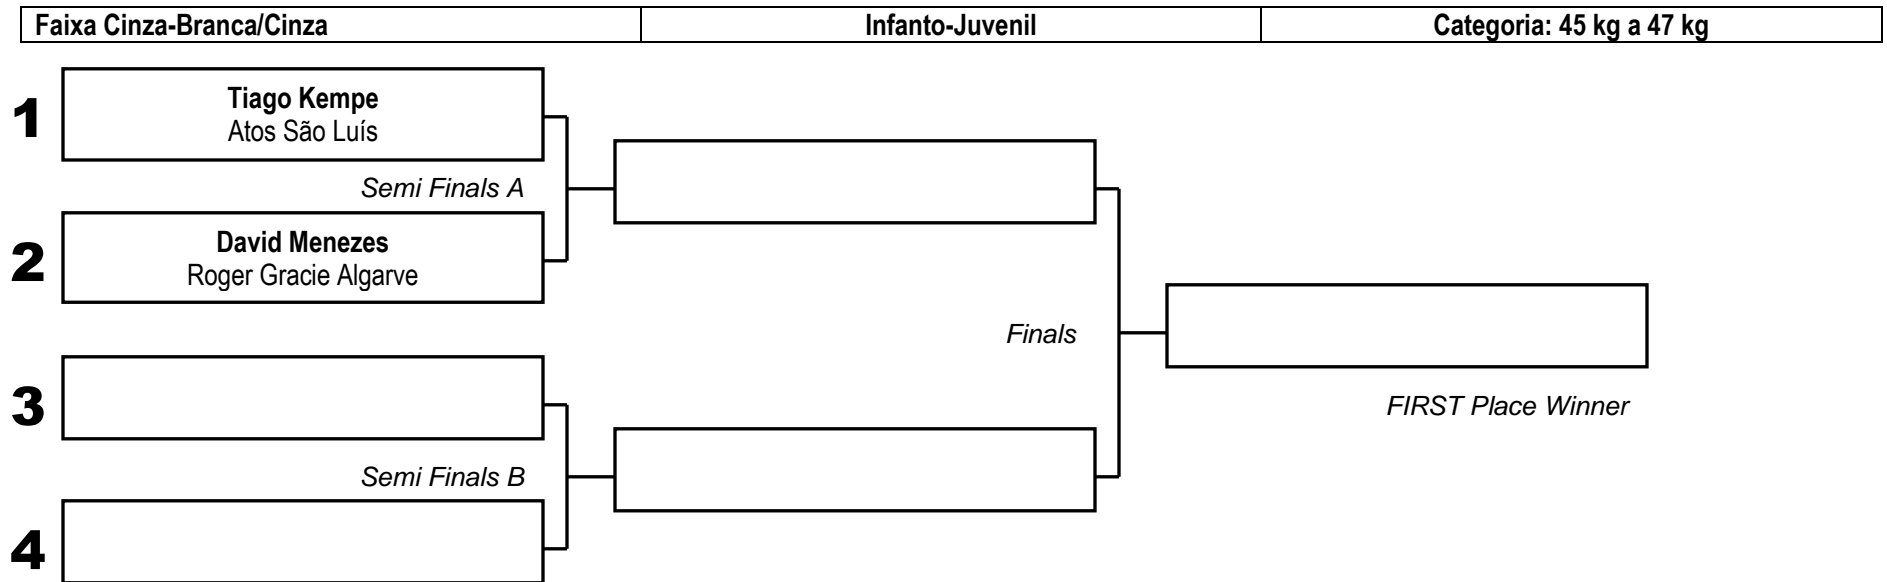 Faixa Cinza-Branca/Cinza
Infanto-Juvenil
Categoria: 45 kg a 47 kg
1
Tiago Kempe
Atos São Luís
Semi Finals A
2
David Menezes
Roger Gracie Algarve
Finals
3
FIRST Place Winner
Semi Finals B
4